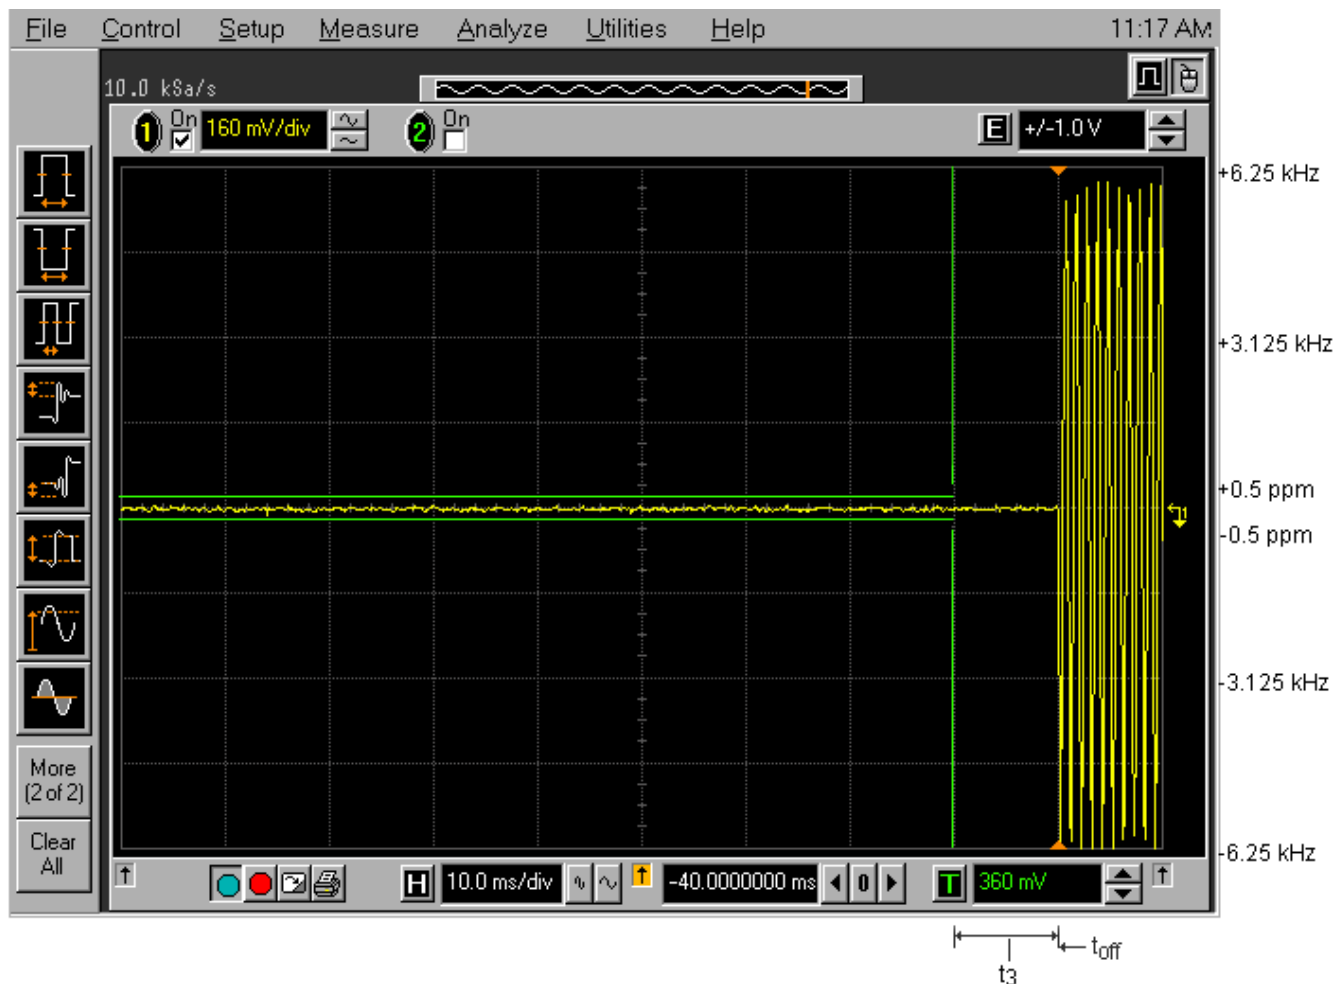 File Control Setup Measure Analyze Utilities Help 11:17 AM
10.0 kSa/s
1 On 160 mV/div 2 On E +/-1.0 V
+6.25 kHz
+3.125 kHz
+0.5 ppm
-0.5 ppm
-3.125 kHz
-6.25 kHz
1
More
(2 of 2)
Clear
All
H 10.0 ms/div -40.0000000 ms 0 T 360 mV
toff
t3